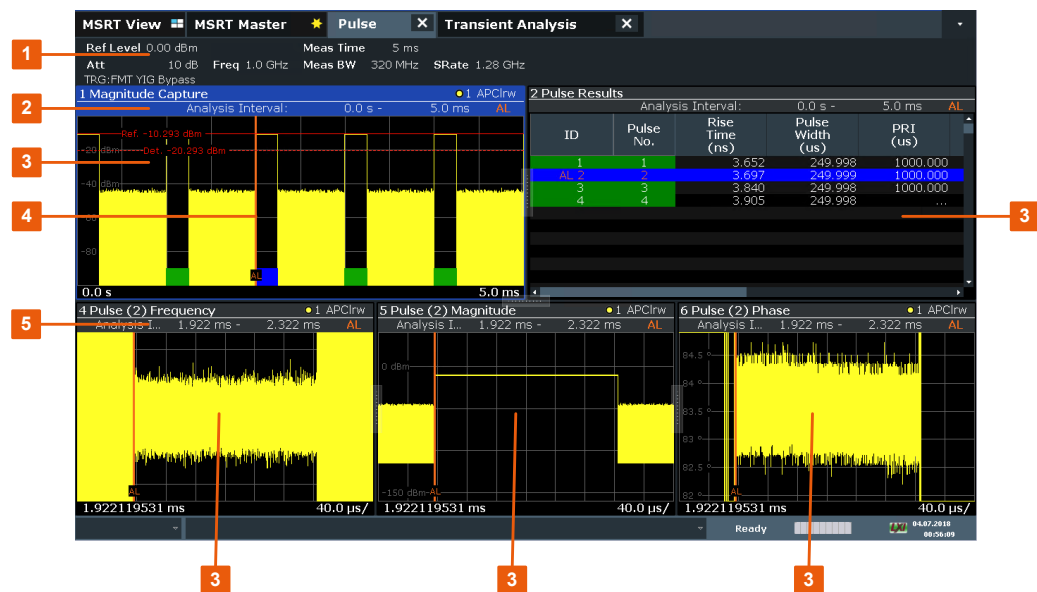 MSRT View MSRT Master Pulse X Transient Analysis X
Ref Level 0.00 dBm Meas Time 5 ms
Att 10 dB Freq 1.0 GHz Meas BW 320 MHz SRate 1.28 GHz
TRG:FMT YIG Bypass
1
1 Magnitude Capture 1 APClrw
Analysis Interval: 0.0 s - 5.0 ms AL
2
Ref -10.293 dBm
-20 dBm Det. -20.293 dBm
3
-40 dBm
4
-60
-80
AL
0.0 s 5.0 ms
2 Pulse Results
Analysis Interval: 0.0 s - 5.0 ms AL
ID Pulse No. Rise Time (ns) Pulse Width (us) PRI (us)
1 1 3.652 249.998 1000.000
AL 2 2 3.697 249.999 1000.000
3 3 3.840 249.998 1000.000
4 4 3.905 249.998 ...
3
4 Pulse (2) Frequency 1 APClrw
Analysis I... 1.922 ms - 2.322 ms AL
5
AL
1.922119531 ms 40.0 µs/
5 Pulse (2) Magnitude 1 APClrw
Analysis I... 1.922 ms - 2.322 ms AL
0 dBm
-150 dBm AL
1.922119531 ms 40.0 µs/
6 Pulse (2) Phase 1 APClrw
Analysis I... 1.922 ms - 2.322 ms AL
84.5 °
84 °
83.5 °
83 °
82.5 °
82 °
AL
1.922119531 ms 40.0 µs/
Ready LXI 04.07.2018
00:56:09
3 3 3